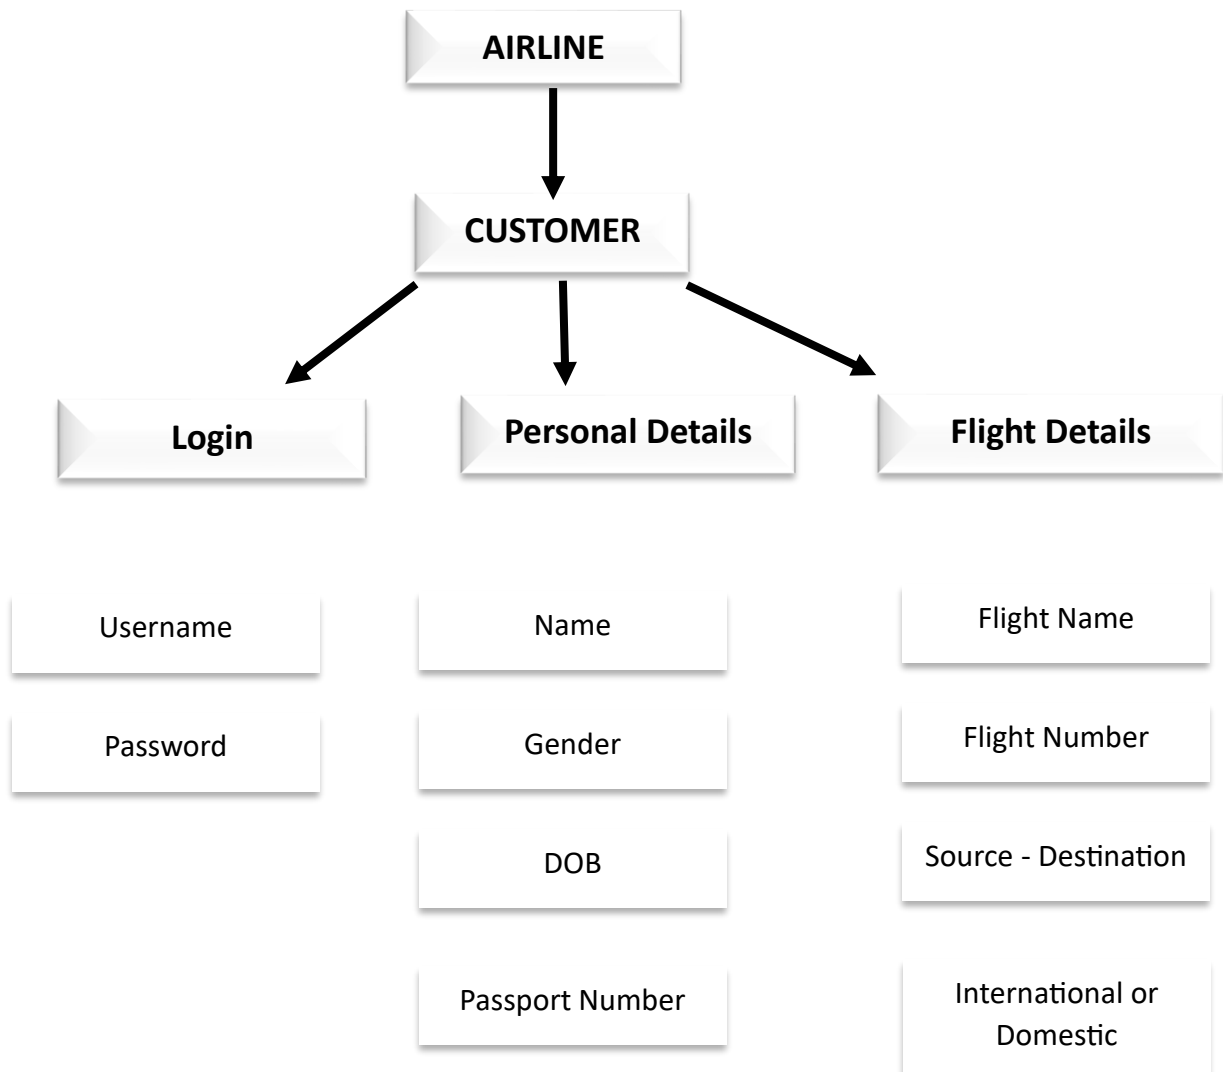 AIRLINE
CUSTOMER
Login
Personal Details
Flight Details
Username
Name
Flight Name
Password
Gender
Flight Number
DOB
Source - Destination
Passport Number
International or
Domestic